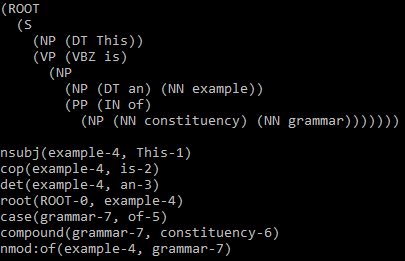 (ROOT
(S
(NP (DT This))
(VP (VBZ is)
(NP
(NP (DT an) (NN example))
(PP (IN of)
(NP (NN constituency) (NN grammar)))))))
nsubj(example-4, This-1)
cop(example-4, is-2)
det(example-4, an-3)
root(ROOT-0, example-4)
case(grammar-7, of-5)
compound(grammar-7, constituency-6)
nmod:of(example-4, grammar-7)